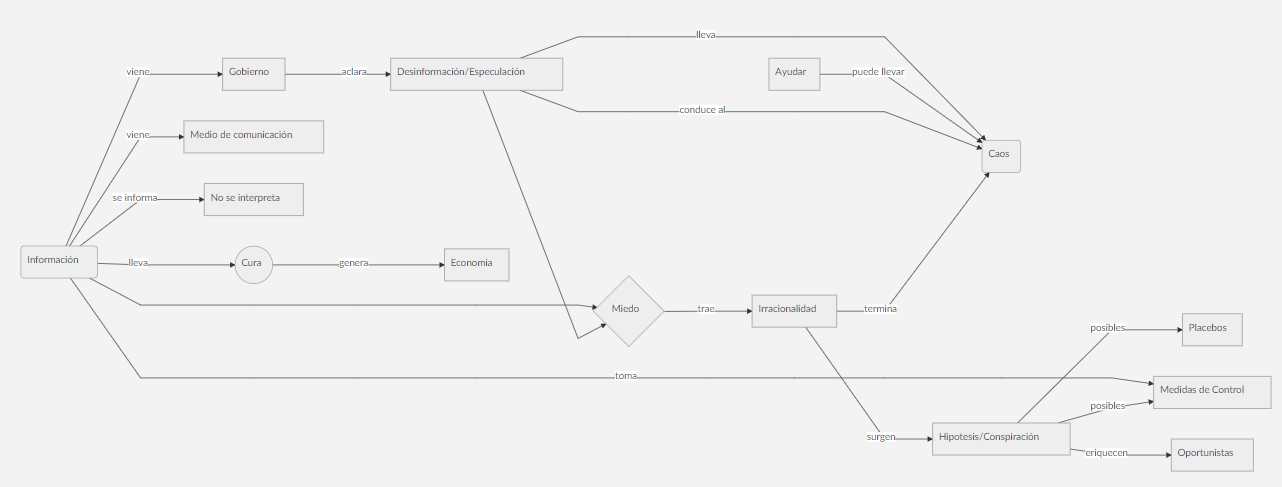 lleva
viene
Gobierno
aclara
Desinformación/Especulación
Ayudar
puede llevar
conduce al
viene
Medio de comunicación
Caos
se informa
No se interpreta
Información
lleva
Cura
genera
Economia
Miedo
trae
Irracionalidad
termina
posibles
Placebos
toma
Medidas de Control
posibles
surgen
Hipotesis/Conspiración
eriquecen
Oportunistas